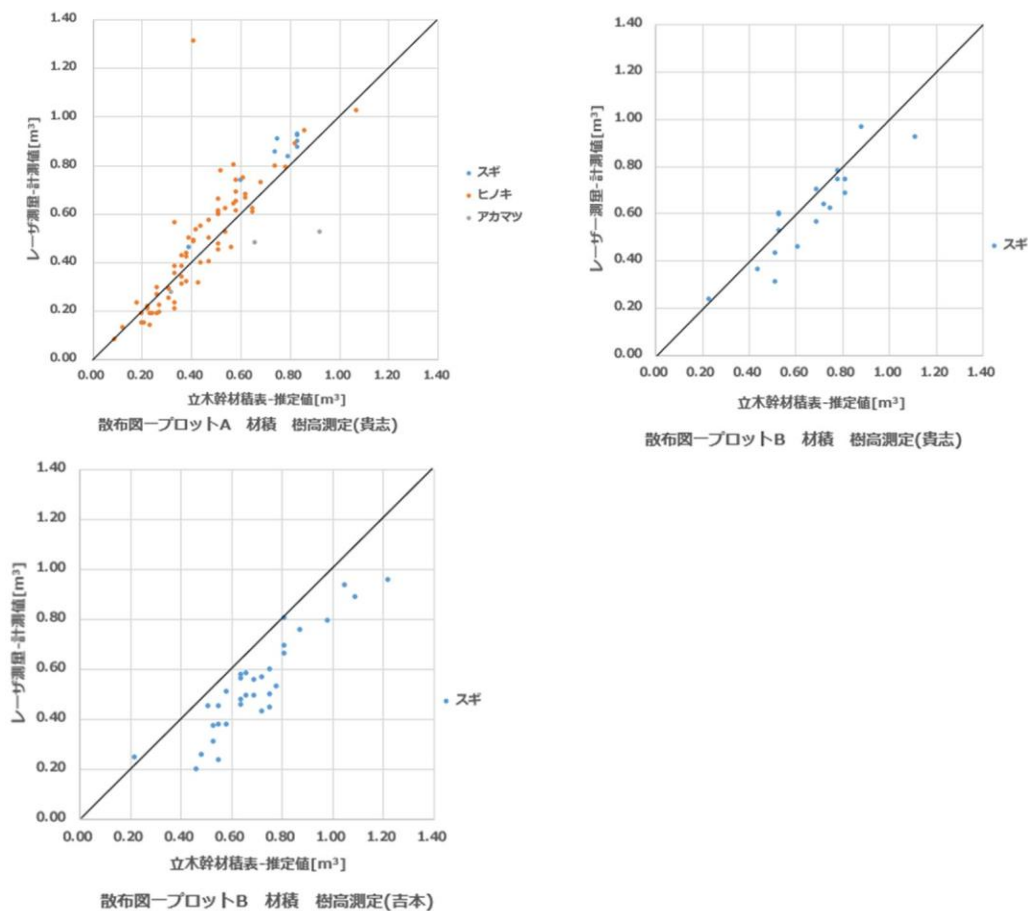 1.40
1.20
1.00
0.80
0.60
0.40
0.20
0.00
レーザ測量-計測値[m³]
0.00 0.20 0.40 0.60 0.80 1.00 1.20 1.40
立木幹材積表-推定値[m³]
スギ
ヒノキ
アカマツ
散布図ープロットA 材積 樹高測定(貴志)
1.40
1.20
1.00
0.80
0.60
0.40
0.20
0.00
レーザー測量-計測値[m³]
0.00 0.20 0.40 0.60 0.80 1.00 1.20 1.40
立木幹材積表-推定値[m³]
スギ
散布図ープロットB 材積 樹高測定(貴志)
1.40
1.20
1.00
0.80
0.60
0.40
0.20
0.00
レーザ測量-計測値[m³]
0.00 0.20 0.40 0.60 0.80 1.00 1.20 1.40
立木幹材積表-推定値[m³]
スギ
散布図ープロットB 材積 樹高測定(吉本)